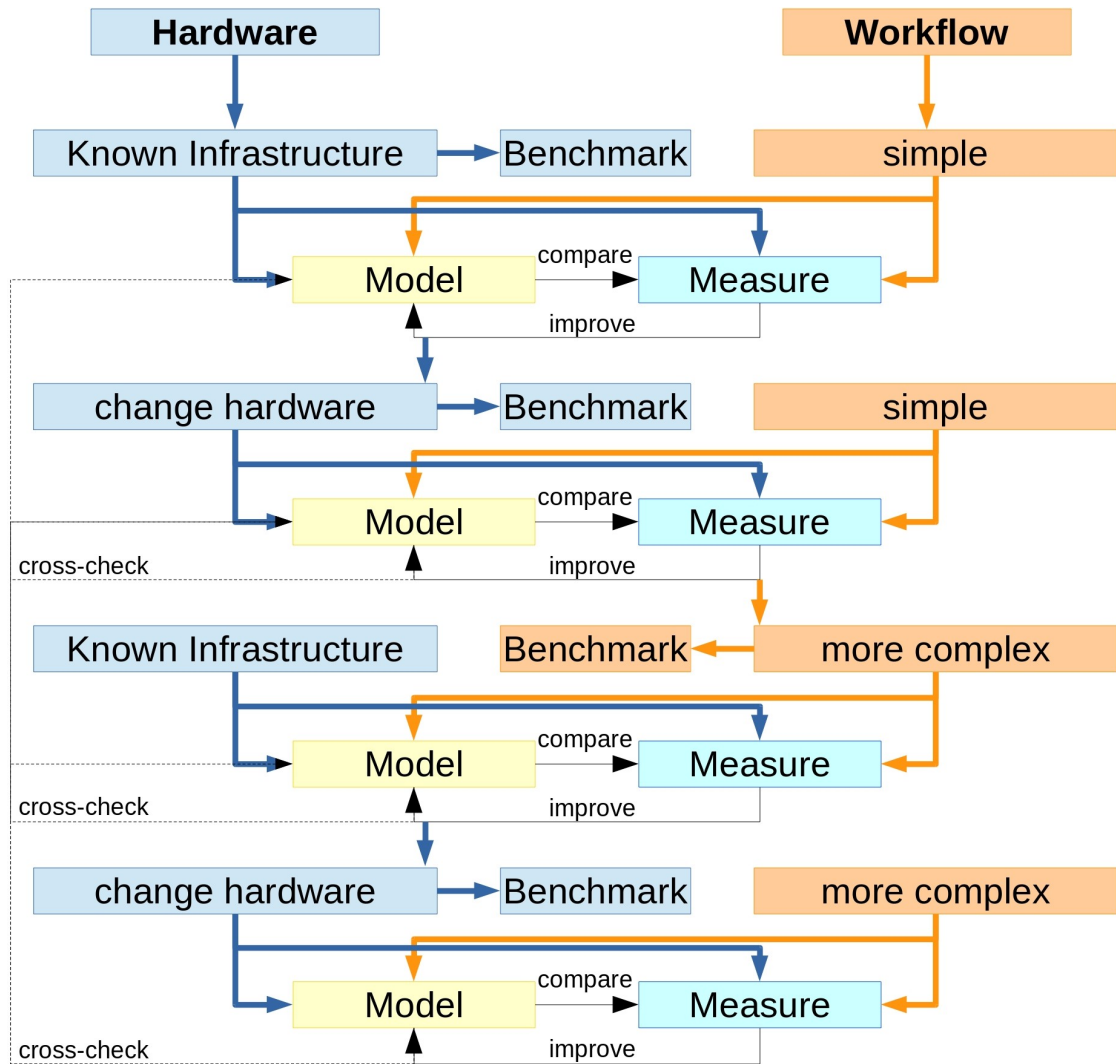 Hardware
Workflow
Known Infrastructure
Benchmark
simple
Model
compare
Measure
improve
change hardware
Benchmark
simple
Model
compare
Measure
cross-check
improve
Known Infrastructure
Benchmark
more complex
Model
compare
Measure
cross-check
improve
change hardware
Benchmark
more complex
Model
compare
Measure
cross-check
improve